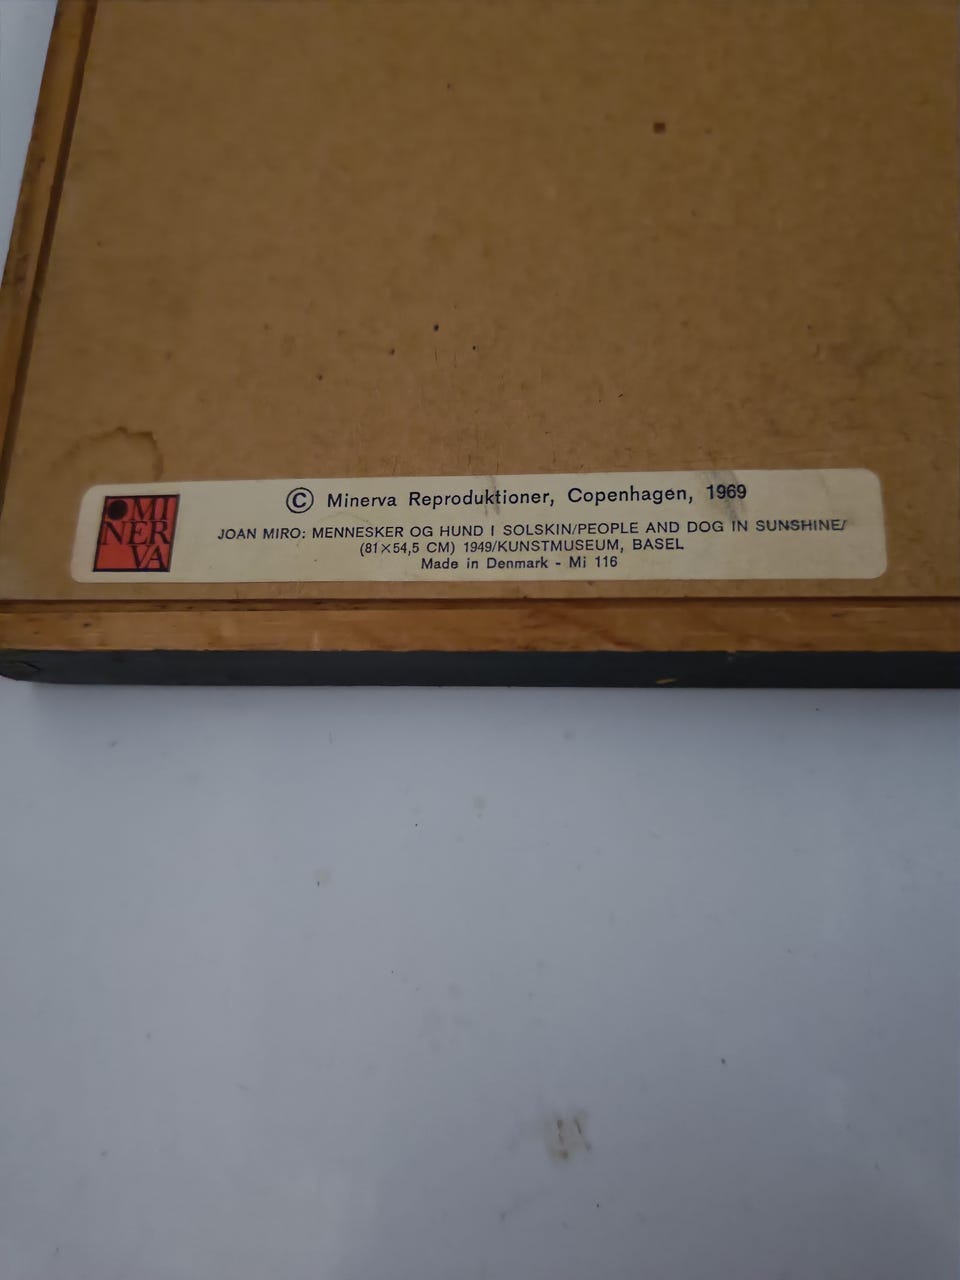 MI
NER
VA
© Minerva Reproduktioner, Copenhagen, 1969
JOAN MIRO: MENNESKER OG HUND I SOLSKIN/PEOPLE AND DOG IN SUNSHINE/
(81×54,5 CM) 1949/KUNSTMUSEUM, BASEL
Made in Denmark - Mi 116